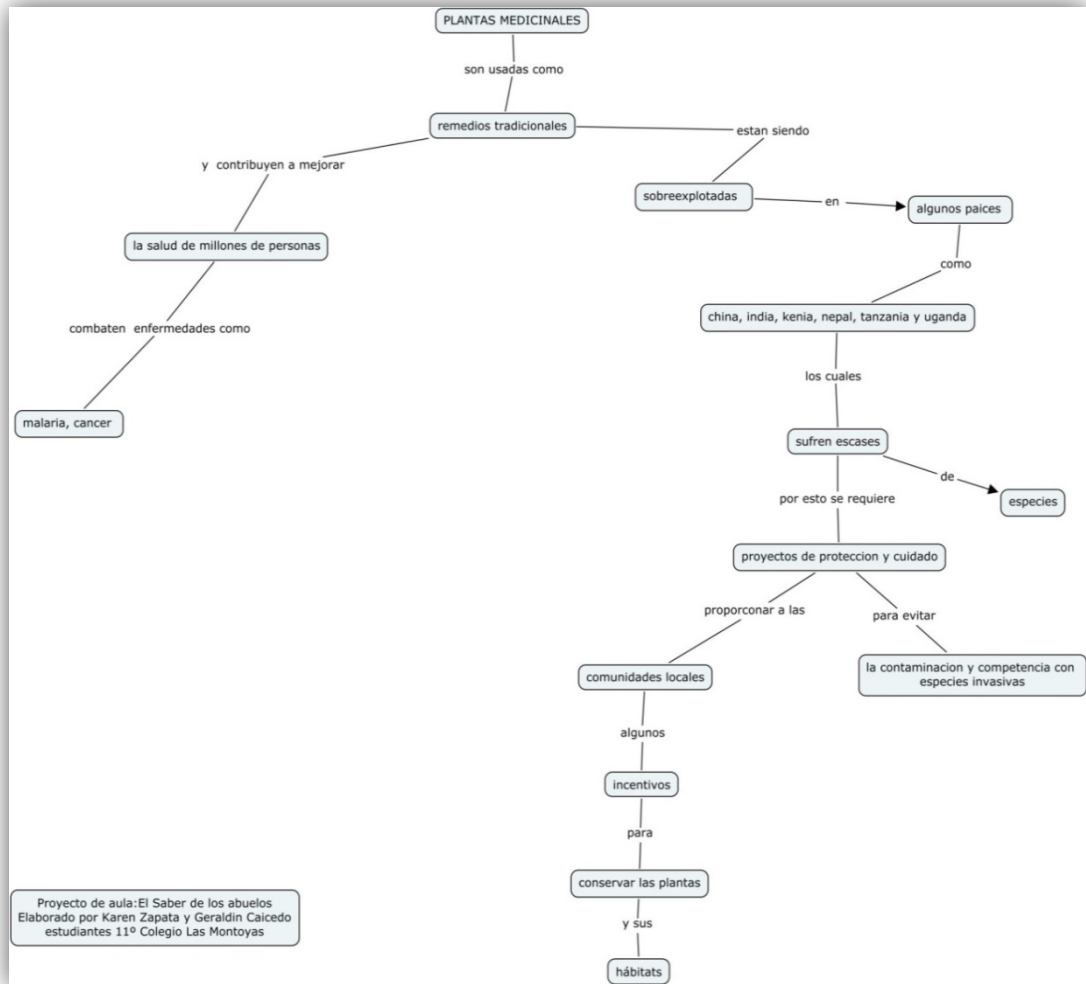 PLANTAS MEDICINALES
son usadas como
remedios tradicionales
estan siendo
y contribuyen a mejorar
sobreexplotadas
en
algunos paices
la salud de millones de personas
como
china, india, kenia, nepal, tanzania y uganda
combaten enfermedades como
los cuales
malaria, cancer
sufren escases
de
por esto se requiere
especies
proyectos de proteccion y cuidado
proporconar a las
para evitar
comunidades locales
la contaminacion y competencia con
especies invasivas
algunos
incentivos
para
conservar las plantas
Proyecto de aula:El Saber de los abuelos
Elaborado por Karen Zapata y Geraldin Caicedo
estudiantes 11º Colegio Las Montoyas
y sus
hábitats